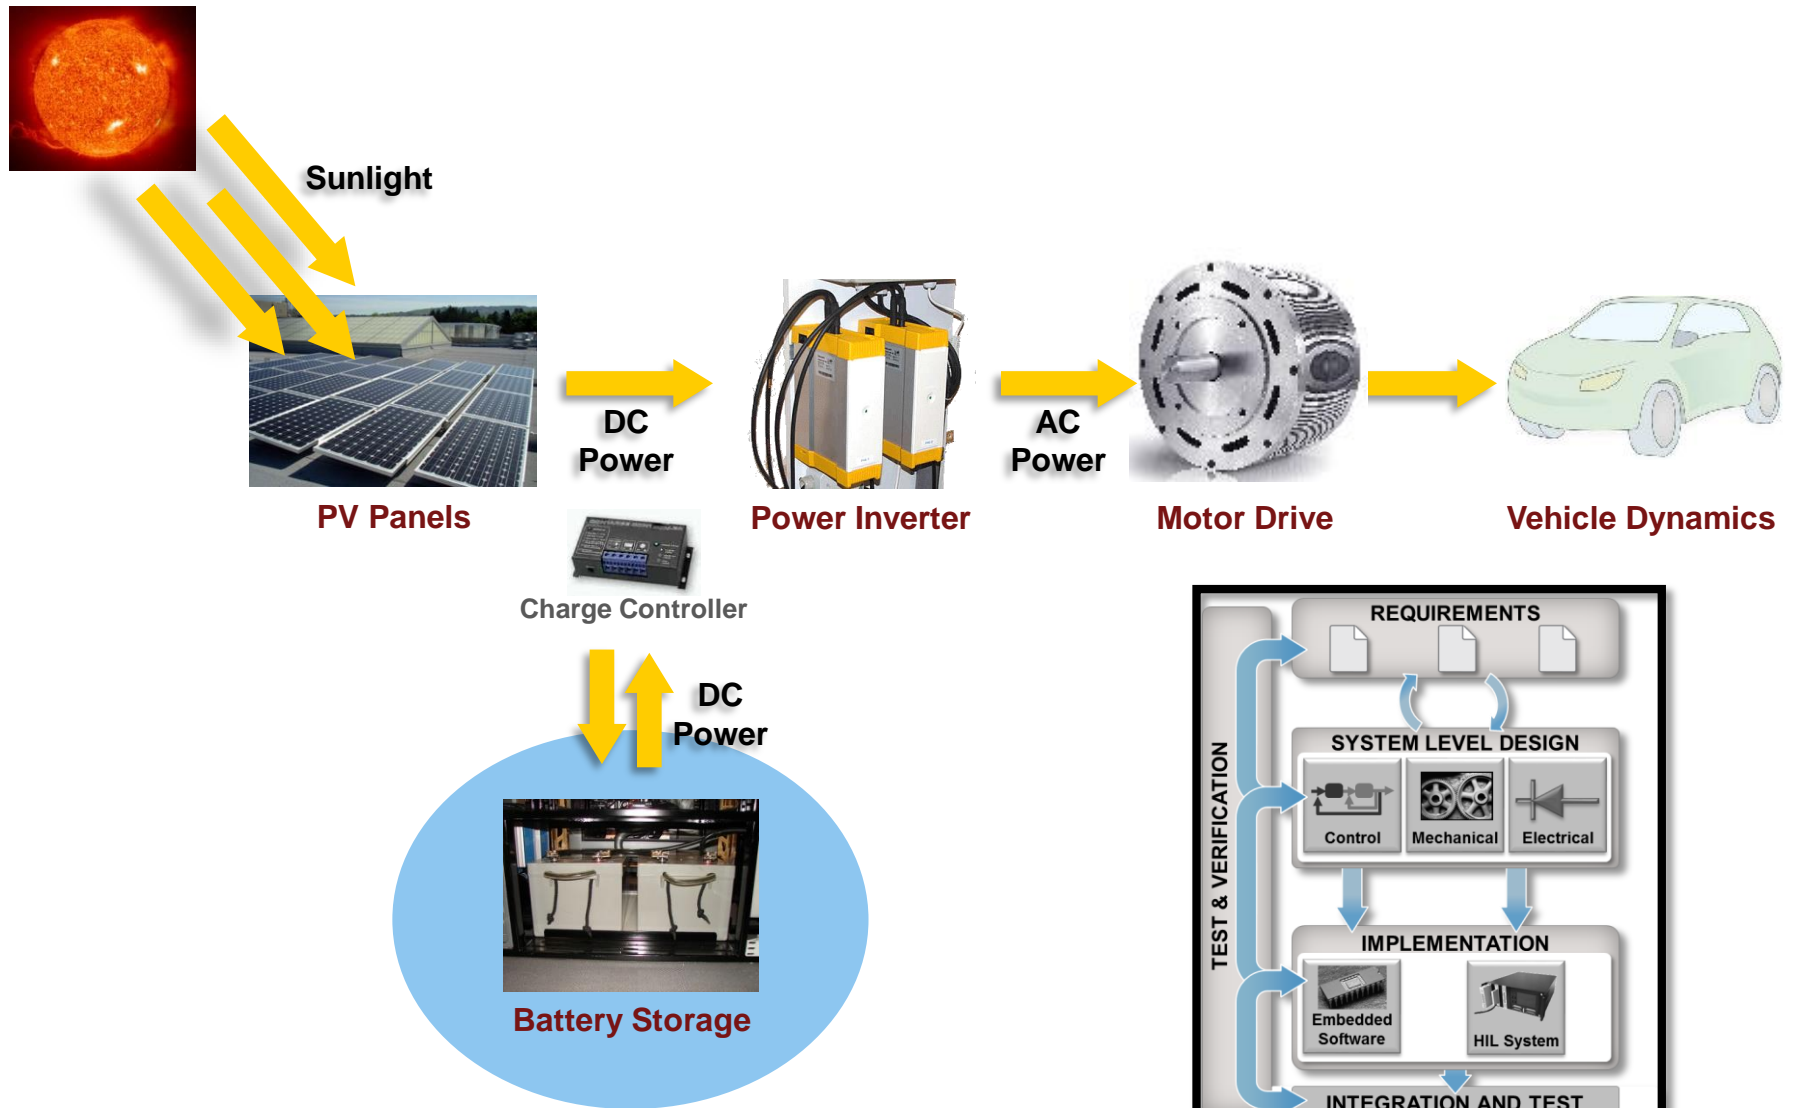 Sunlight
DC
Power
AC
Power
PV Panels
Power Inverter
Motor Drive
Vehicle Dynamics
Charge Controller
DC
Power
Battery Storage
REQUIREMENTS
TEST & VERIFICATION
SYSTEM LEVEL DESIGN
Control
Mechanical
Electrical
IMPLEMENTATION
Embedded
Software
HIL System
INTEGRATION AND TEST